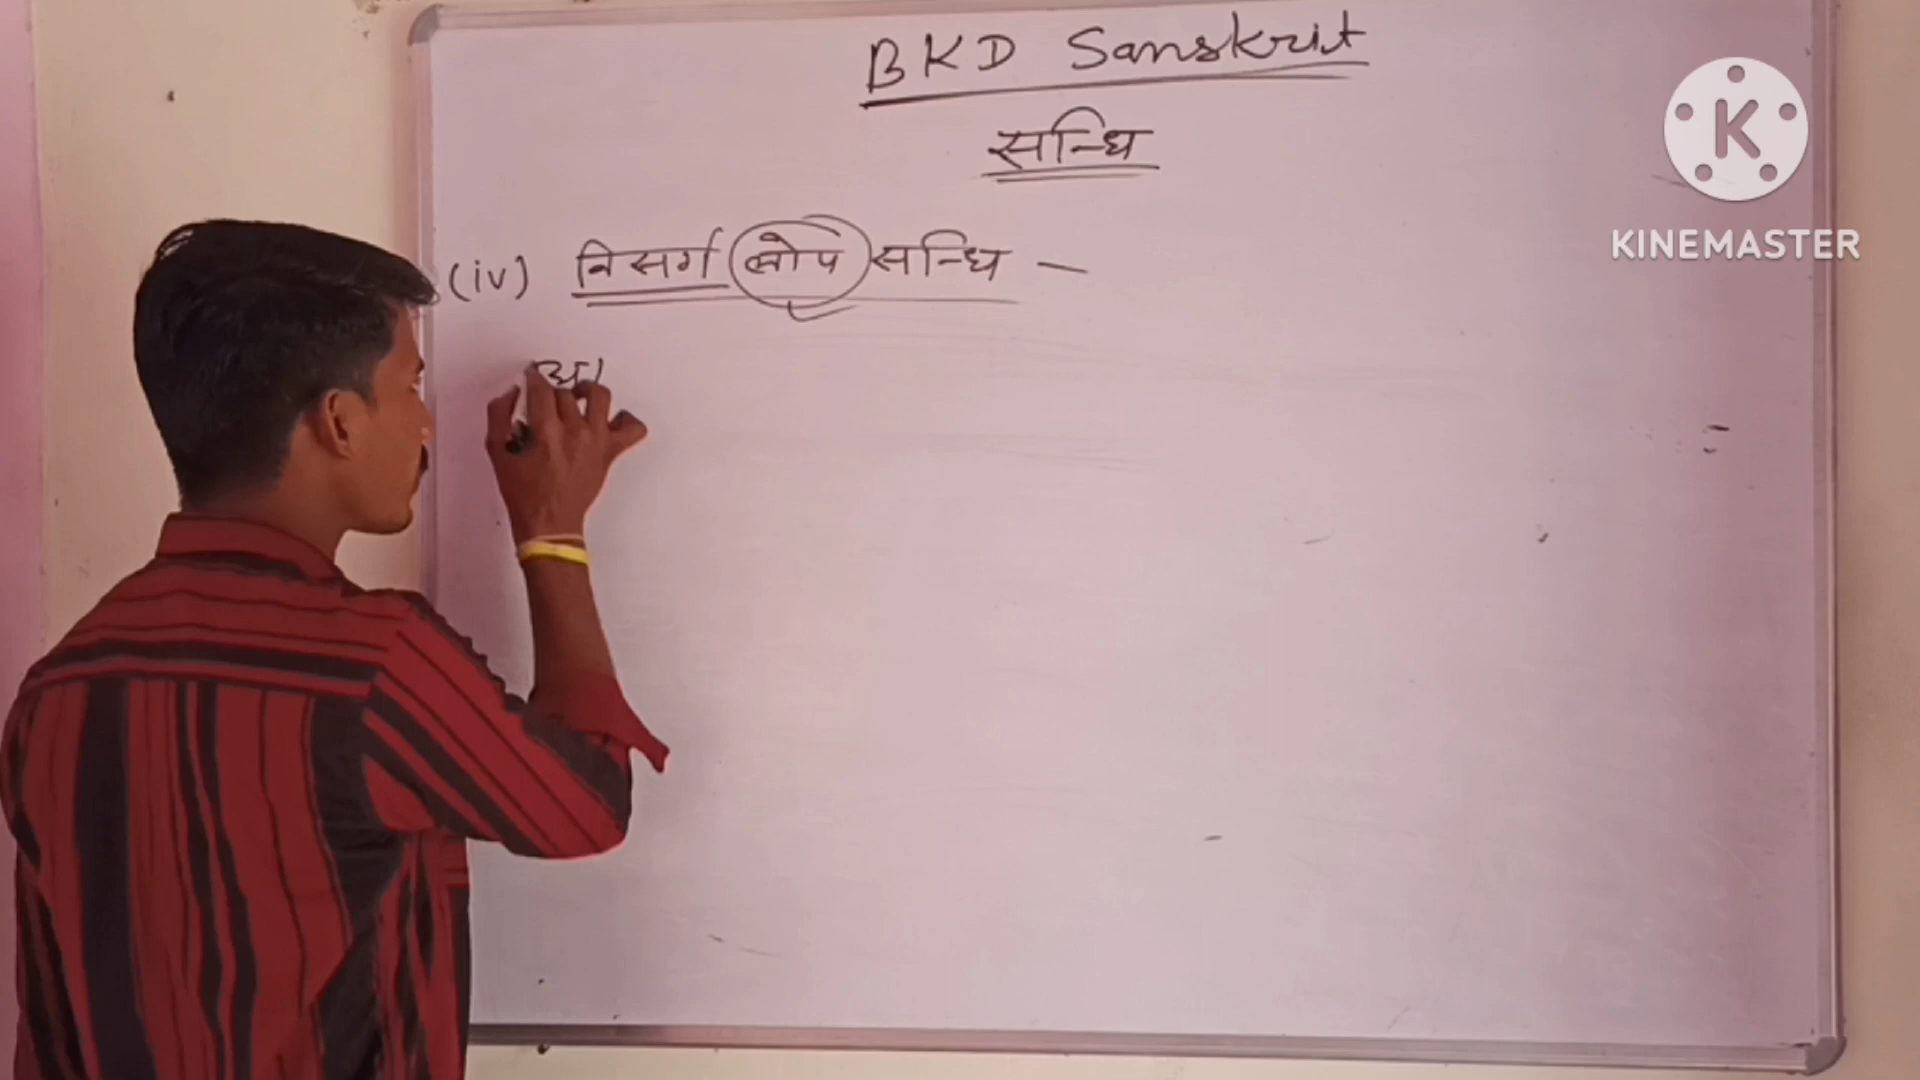 BKD Sanskrit
सन्धि
(iv) विसर्ग लोप सन्धि -
K
KINEMASTER